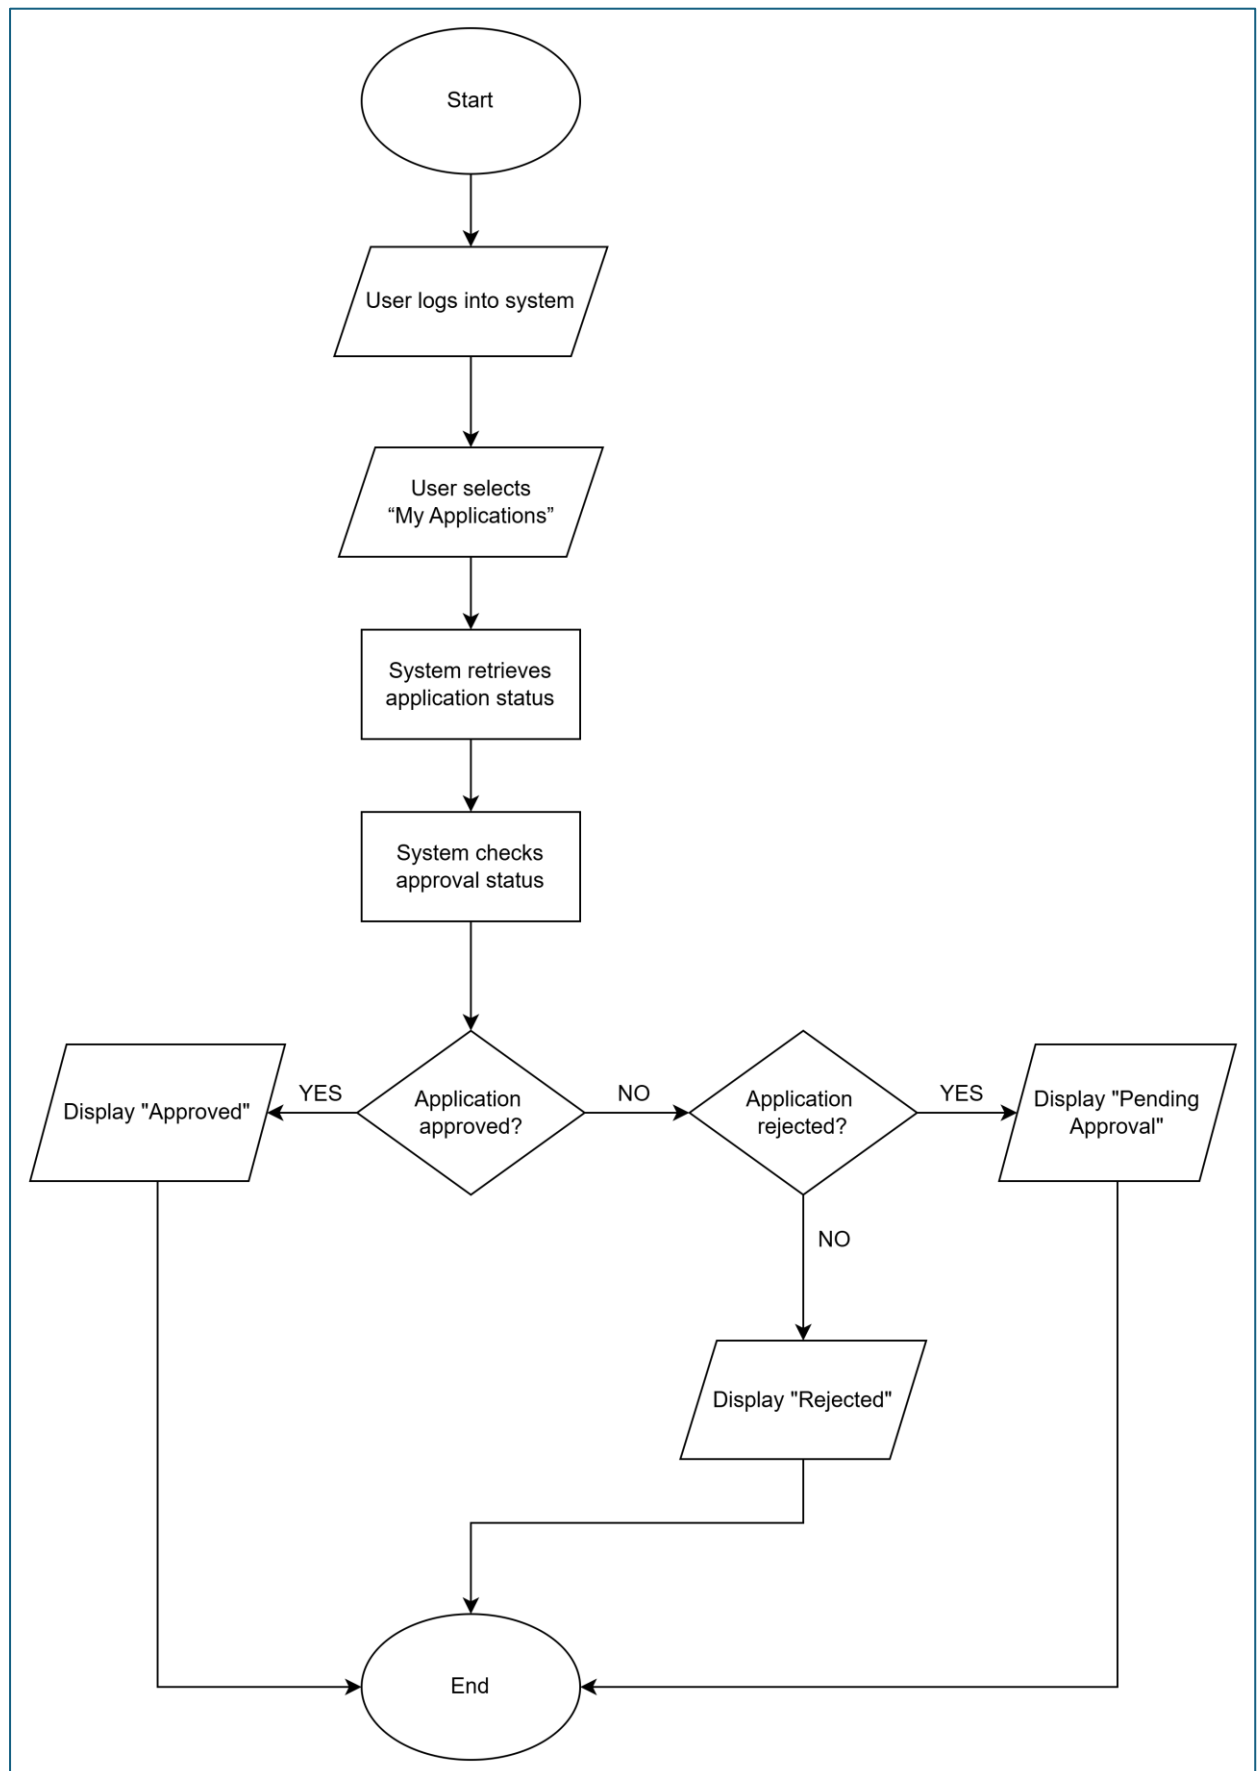 Start
User logs into system
User selects
“My Applications”
System retrieves
application status
System checks
approval status
Display "Approved"
YES
Application
approved?
NO
Application
rejected?
YES
Display "Pending
Approval"
NO
Display "Rejected"
End